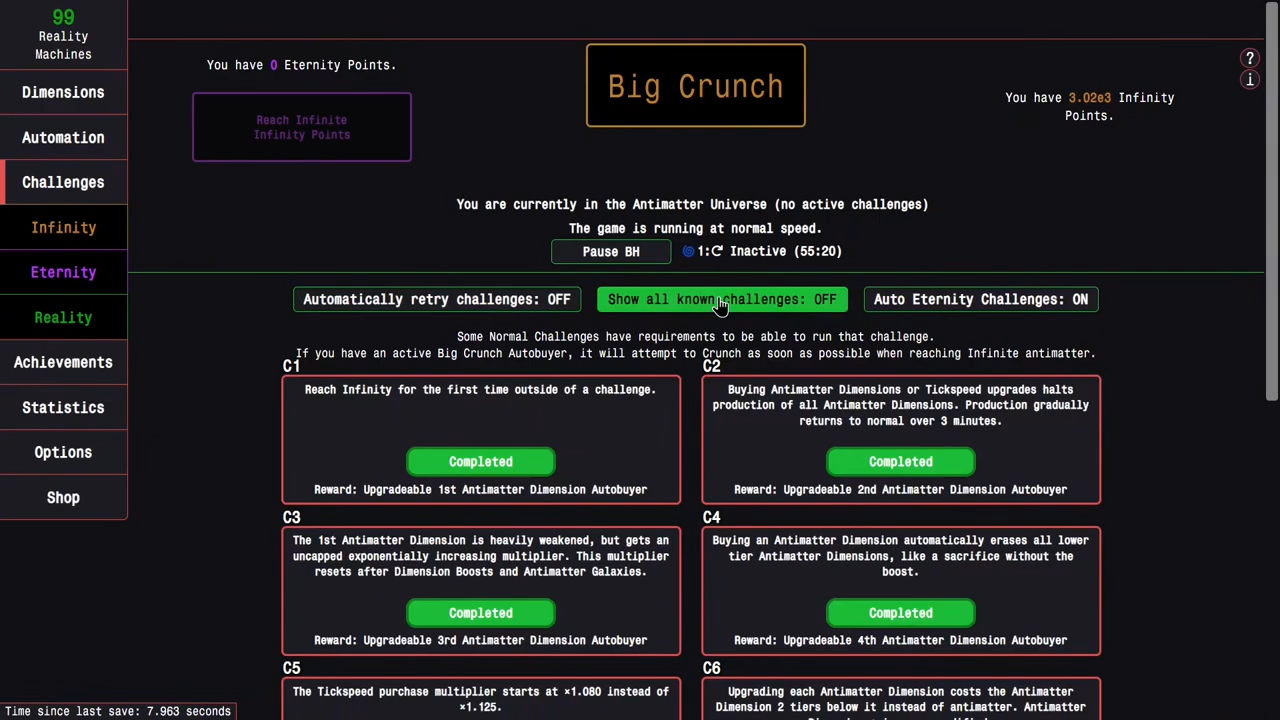 99
Reality
Machines
Dimensions
Automation
Challenges
Infinity
Eternity
Reality
Achievements
Statistics
Options
Shop
You have 0 Eternity Points.
Reach Infinite
Infinity Points
Big Crunch
You have 3.02e3 Infinity
Points.
?
i
You are currently in the Antimatter Universe (no active challenges)
The game is running at normal speed.
Pause BH
1: Inactive (55:20)
Automatically retry challenges: OFF
Show all known challenges: OFF
Auto Eternity Challenges: ON
Some Normal Challenges have requirements to be able to run that challenge.
If you have an active Big Crunch Autobuyer, it will attempt to Crunch as soon as possible when reaching Infinite antimatter.
C1
Reach Infinity for the first time outside of a challenge.
Completed
Reward: Upgradeable 1st Antimatter Dimension Autobuyer
C2
Buying Antimatter Dimensions or Tickspeed upgrades halts
production of all Antimatter Dimensions. Production gradually
returns to normal over 3 minutes.
Completed
Reward: Upgradeable 2nd Antimatter Dimension Autobuyer
C3
The 1st Antimatter Dimension is heavily weakened, but gets an
uncapped exponentially increasing multiplier. This multiplier
resets after Dimension Boosts and Antimatter Galaxies.
Completed
Reward: Upgradeable 3rd Antimatter Dimension Autobuyer
C4
Buying an Antimatter Dimension automatically erases all lower
tier Antimatter Dimensions, like a sacrifice without the
boost.
Completed
Reward: Upgradeable 4th Antimatter Dimension Autobuyer
C5
The Tickspeed purchase multiplier starts at ×1.080 instead of
×1.125.
C6
Upgrading each Antimatter Dimension costs the Antimatter
Dimension 2 tiers below it instead of antimatter. Antimatter
Time since last save: 7.963 seconds